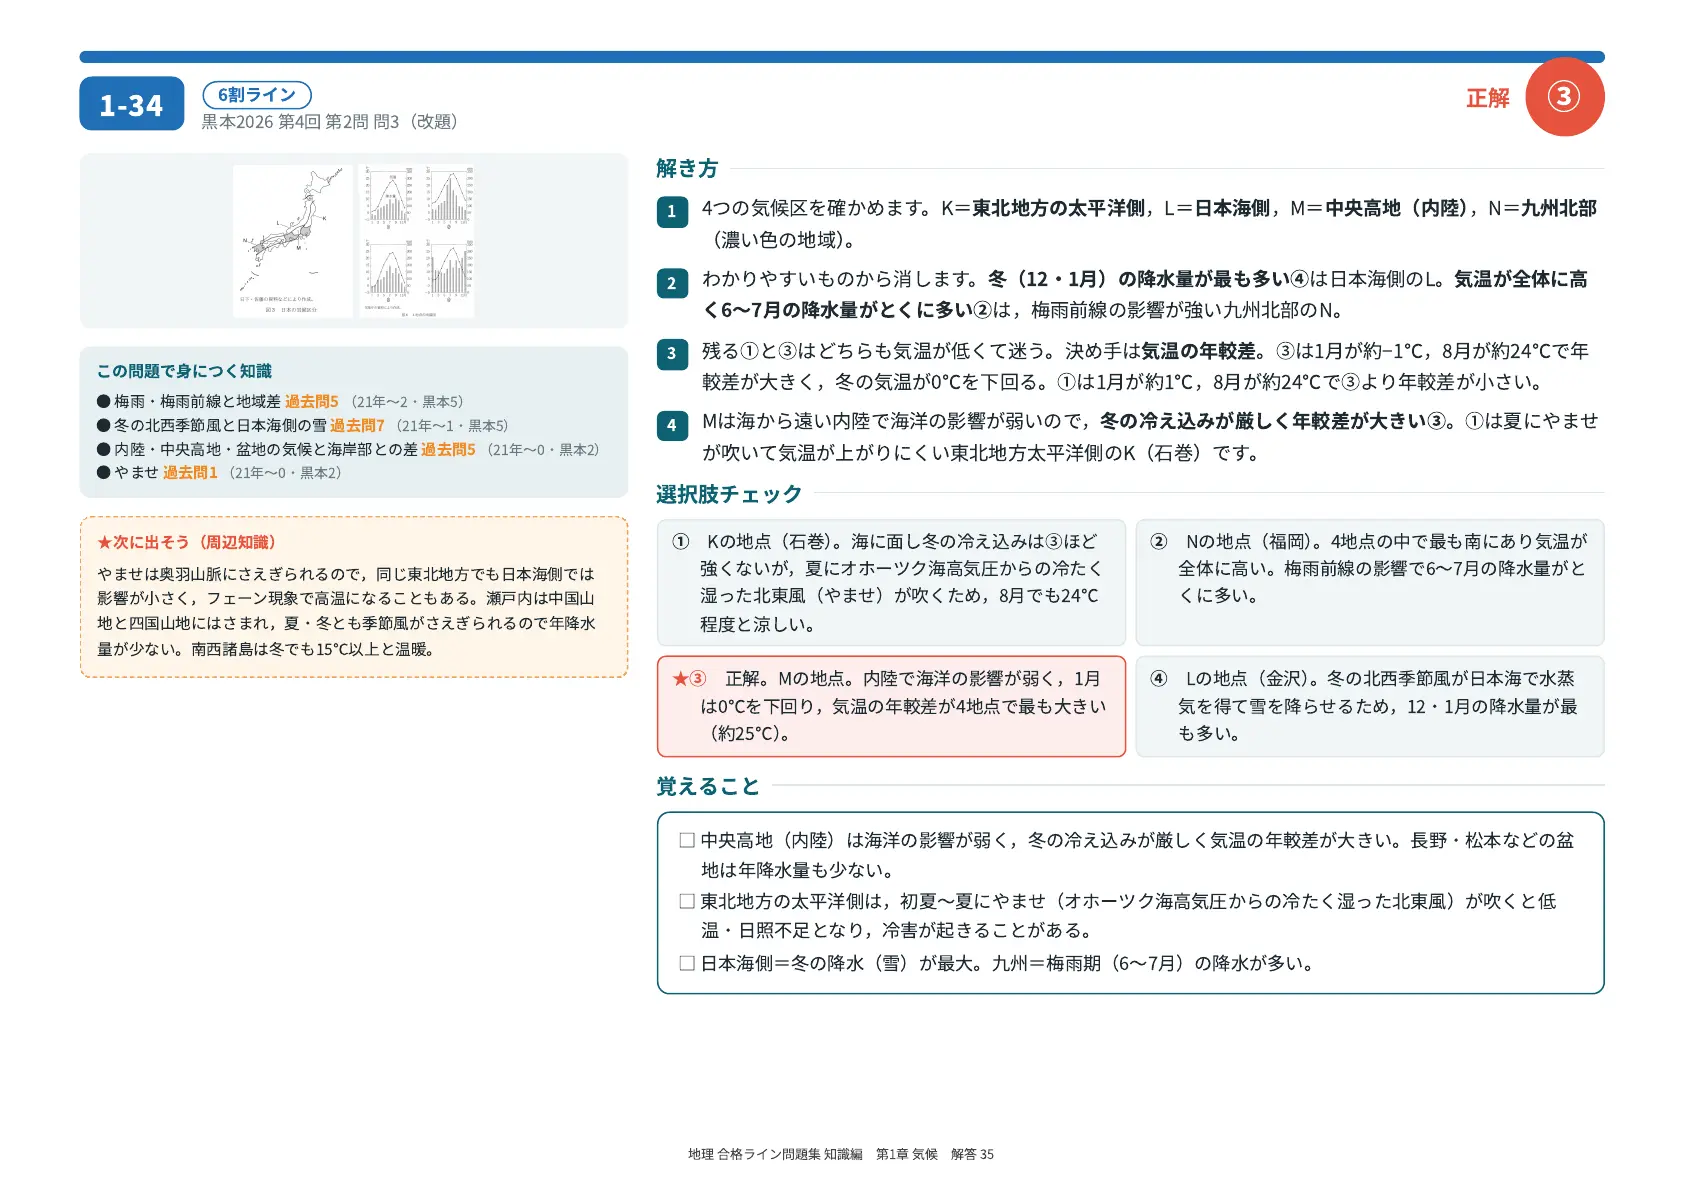 1-34
6割ライン
黒本2026 第4回 第2問 問3（改題）
正解 ③
L
K
N
M
図3 日本の気候区分
この問題で身につく知識
● 梅雨・梅雨前線と地域差 過去問5 （21年〜2・黒本5）
● 冬の北西季節風と日本海側の雪 過去問7 （21年〜1・黒本5）
● 内陸・中央高地・盆地の気候と海岸部との差 過去問5 （21年〜0・黒本2）
● やませ 過去問1 （21年〜0・黒本2）
★次に出そう（周辺知識）
やませは奥羽山脈にさえぎられるので，同じ東北地方でも日本海側では
影響が小さく，フェーン現象で高温になることもある。瀬戸内は中国山
地と四国山地にはさまれ，夏・冬とも季節風がさえぎられるので年降水
量が少ない。南西諸島は冬でも15℃以上と温暖。
解き方
1 4つの気候区を確かめます。K＝東北地方の太平洋側，L＝日本海側，M＝中央高地（内陸），N＝九州北部
（濃い色の地域）。
2 わかりやすいものから消します。冬（12・1月）の降水量が最も多い④は日本海側のL。気温が全体に高
く6〜7月の降水量がとくに多い②は，梅雨前線の影響が強い九州北部のN。
3 残る①と③はどちらも気温が低くて迷う。決め手は気温の年較差。③は1月が約−1℃，8月が約24℃で年
較差が大きく，冬の気温が0℃を下回る。①は1月が約1℃，8月が約24℃で③より年較差が小さい。
4 Mは海から遠い内陸で海洋の影響が弱いので，冬の冷え込みが厳しく年較差が大きい③。①は夏にやませ
が吹いて気温が上がりにくい東北地方太平洋側のK（石巻）です。
選択肢チェック
① Kの地点（石巻）。海に面し冬の冷え込みは③ほど
強くないが，夏にオホーツク海高気圧からの冷たく
湿った北東風（やませ）が吹くため，8月でも24℃
程度と涼しい。
② Nの地点（福岡）。4地点の中で最も南にあり気温が
全体に高い。梅雨前線の影響で6〜7月の降水量がと
くに多い。
★③ 正解。Mの地点。内陸で海洋の影響が弱く，1月
は0℃を下回り，気温の年較差が4地点で最も大きい
（約25℃）。
④ Lの地点（金沢）。冬の北西季節風が日本海で水蒸
気を得て雪を降らせるため，12・1月の降水量が最
も多い。
覚えること
□ 中央高地（内陸）は海洋の影響が弱く，冬の冷え込みが厳しく気温の年較差が大きい。長野・松本などの盆
地は年降水量も少ない。
□ 東北地方の太平洋側は，初夏〜夏にやませ（オホーツク海高気圧からの冷たく湿った北東風）が吹くと低
温・日照不足となり，冷害が起きることがある。
□ 日本海側＝冬の降水（雪）が最大。九州＝梅雨期（6〜7月）の降水が多い。
地理 合格ライン問題集 知識編 第1章 気候 解答 35